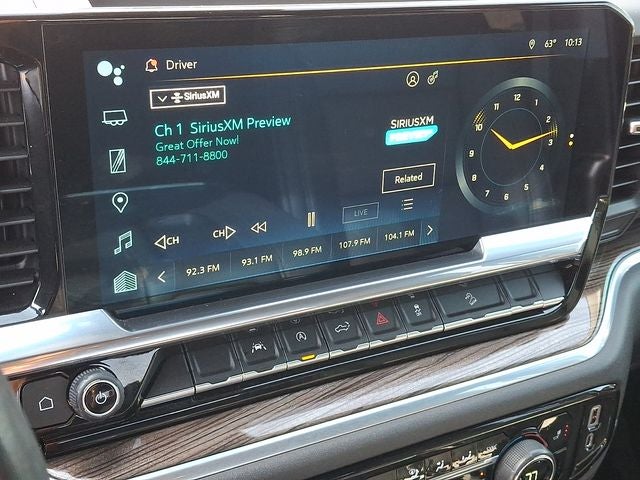 Driver
63° 10:13
SiriusXM
Ch 1 SiriusXM Preview
Great Offer Now!
844-711-8800
SIRIUSXM
PREVIEW
Related
12
1
2
3
4
5
6
7
8
9
10
11
CH CH LIVE
92.3 FM 93.1 FM 98.9 FM 107.9 FM 104.1 FM
A
77